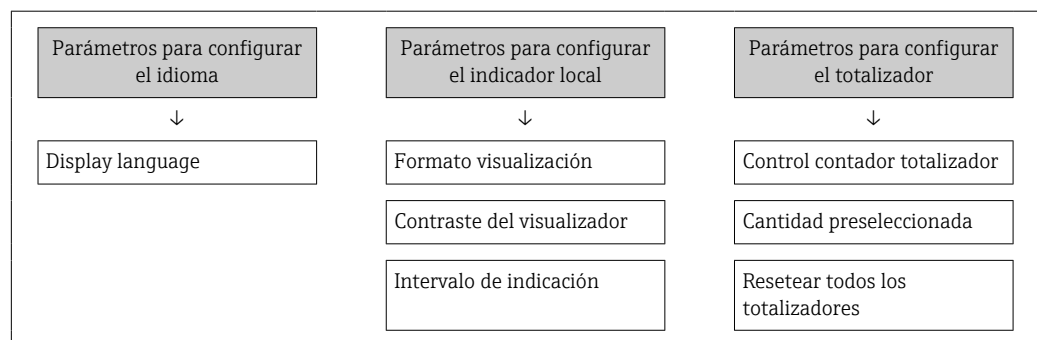 Parámetros para configurar
el idioma
↓
Display language
Parámetros para configurar
el indicador local
↓
Formato visualización
Contraste del visualizador
Intervalo de indicación
Parámetros para configurar
el totalizador
↓
Control contador totalizador
Cantidad preseleccionada
Resetear todos los
totalizadores